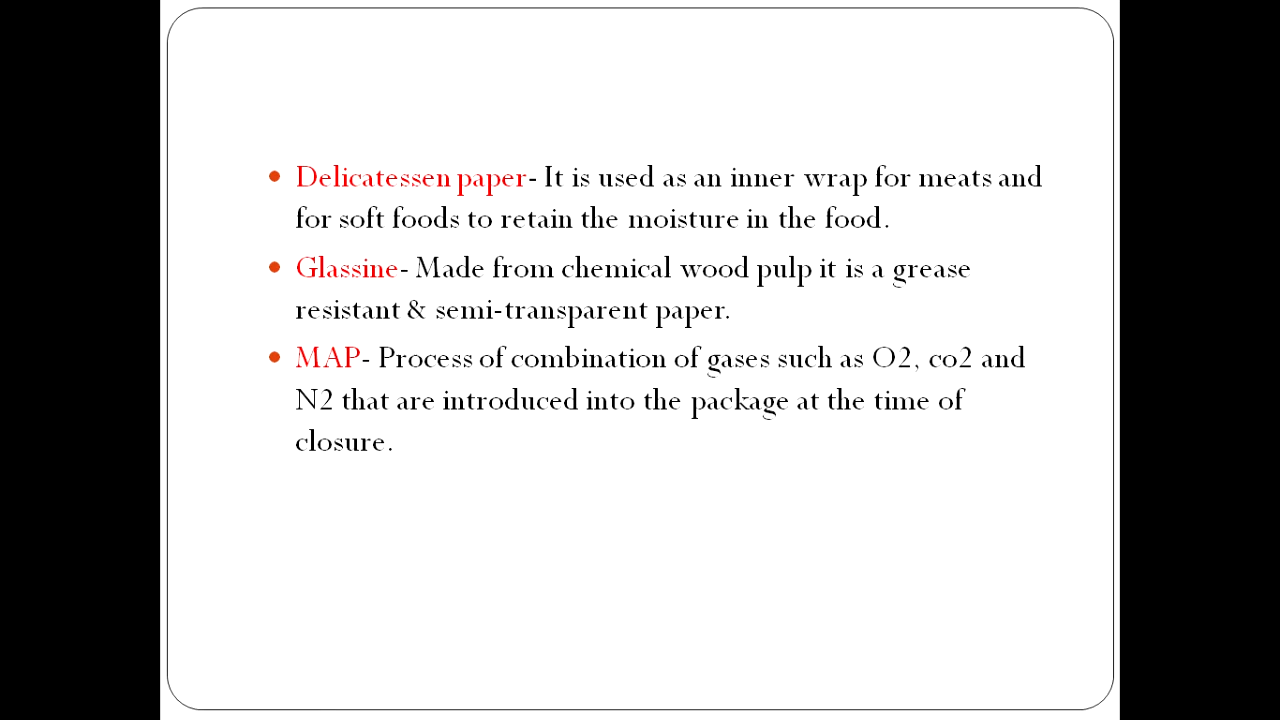 • Delicatessen paper- It is used as an inner wrap for meats and
for soft foods to retain the moisture in the food.
• Glassine- Made from chemical wood pulp it is a grease
resistant & semi-transparent paper.
• MAP- Process of combination of gases such as O2, co2 and
N2 that are introduced into the package at the time of
closure.